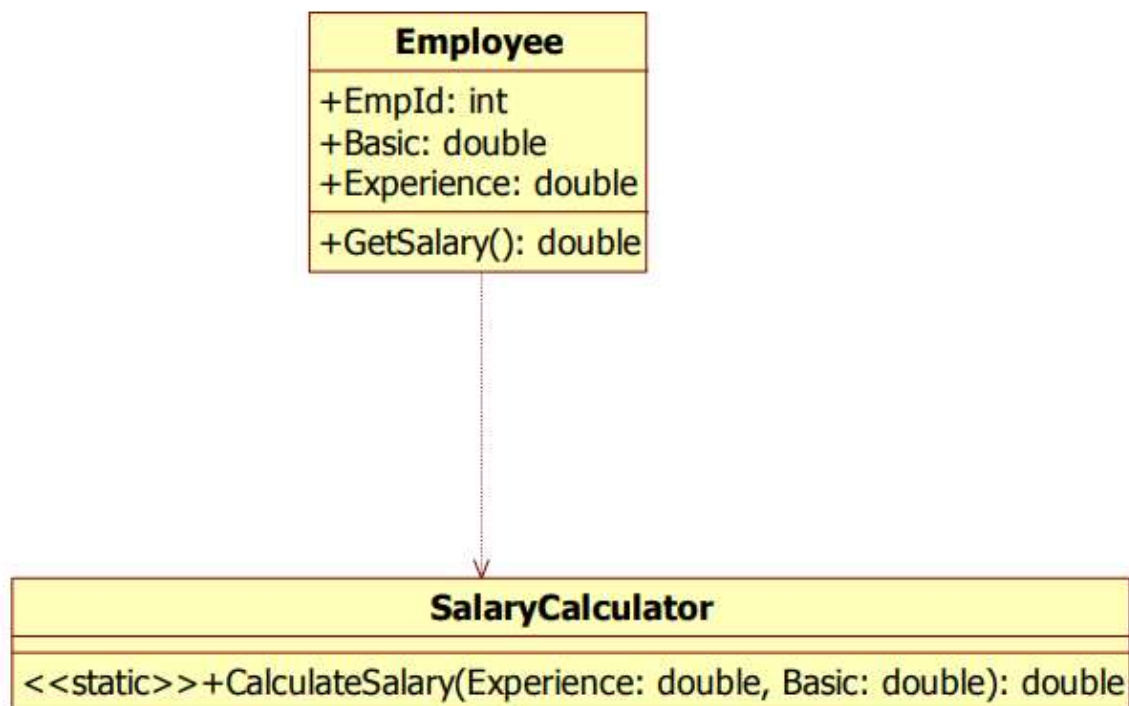 Employee
+EmpId: int
+Basic: double
+Experience: double
+GetSalary(): double
SalaryCalculator
<<static>>+CalculateSalary(Experience: double, Basic: double): double